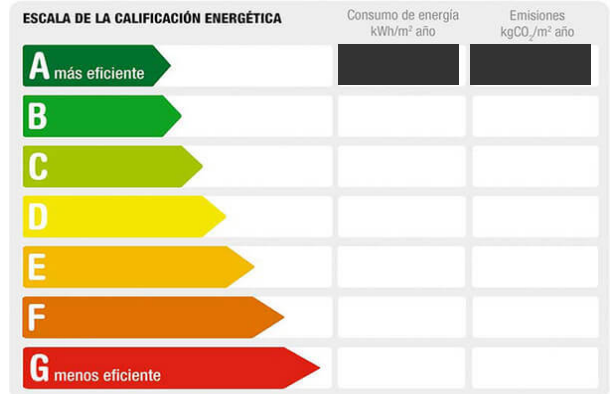 ESCALA DE LA CALIFICACIÓN ENERGÉTICA
Consumo de energía
kWh/m² año
Emisiones
kgCO₂/m² año
A más eficiente
B
C
D
E
F
G menos eficiente